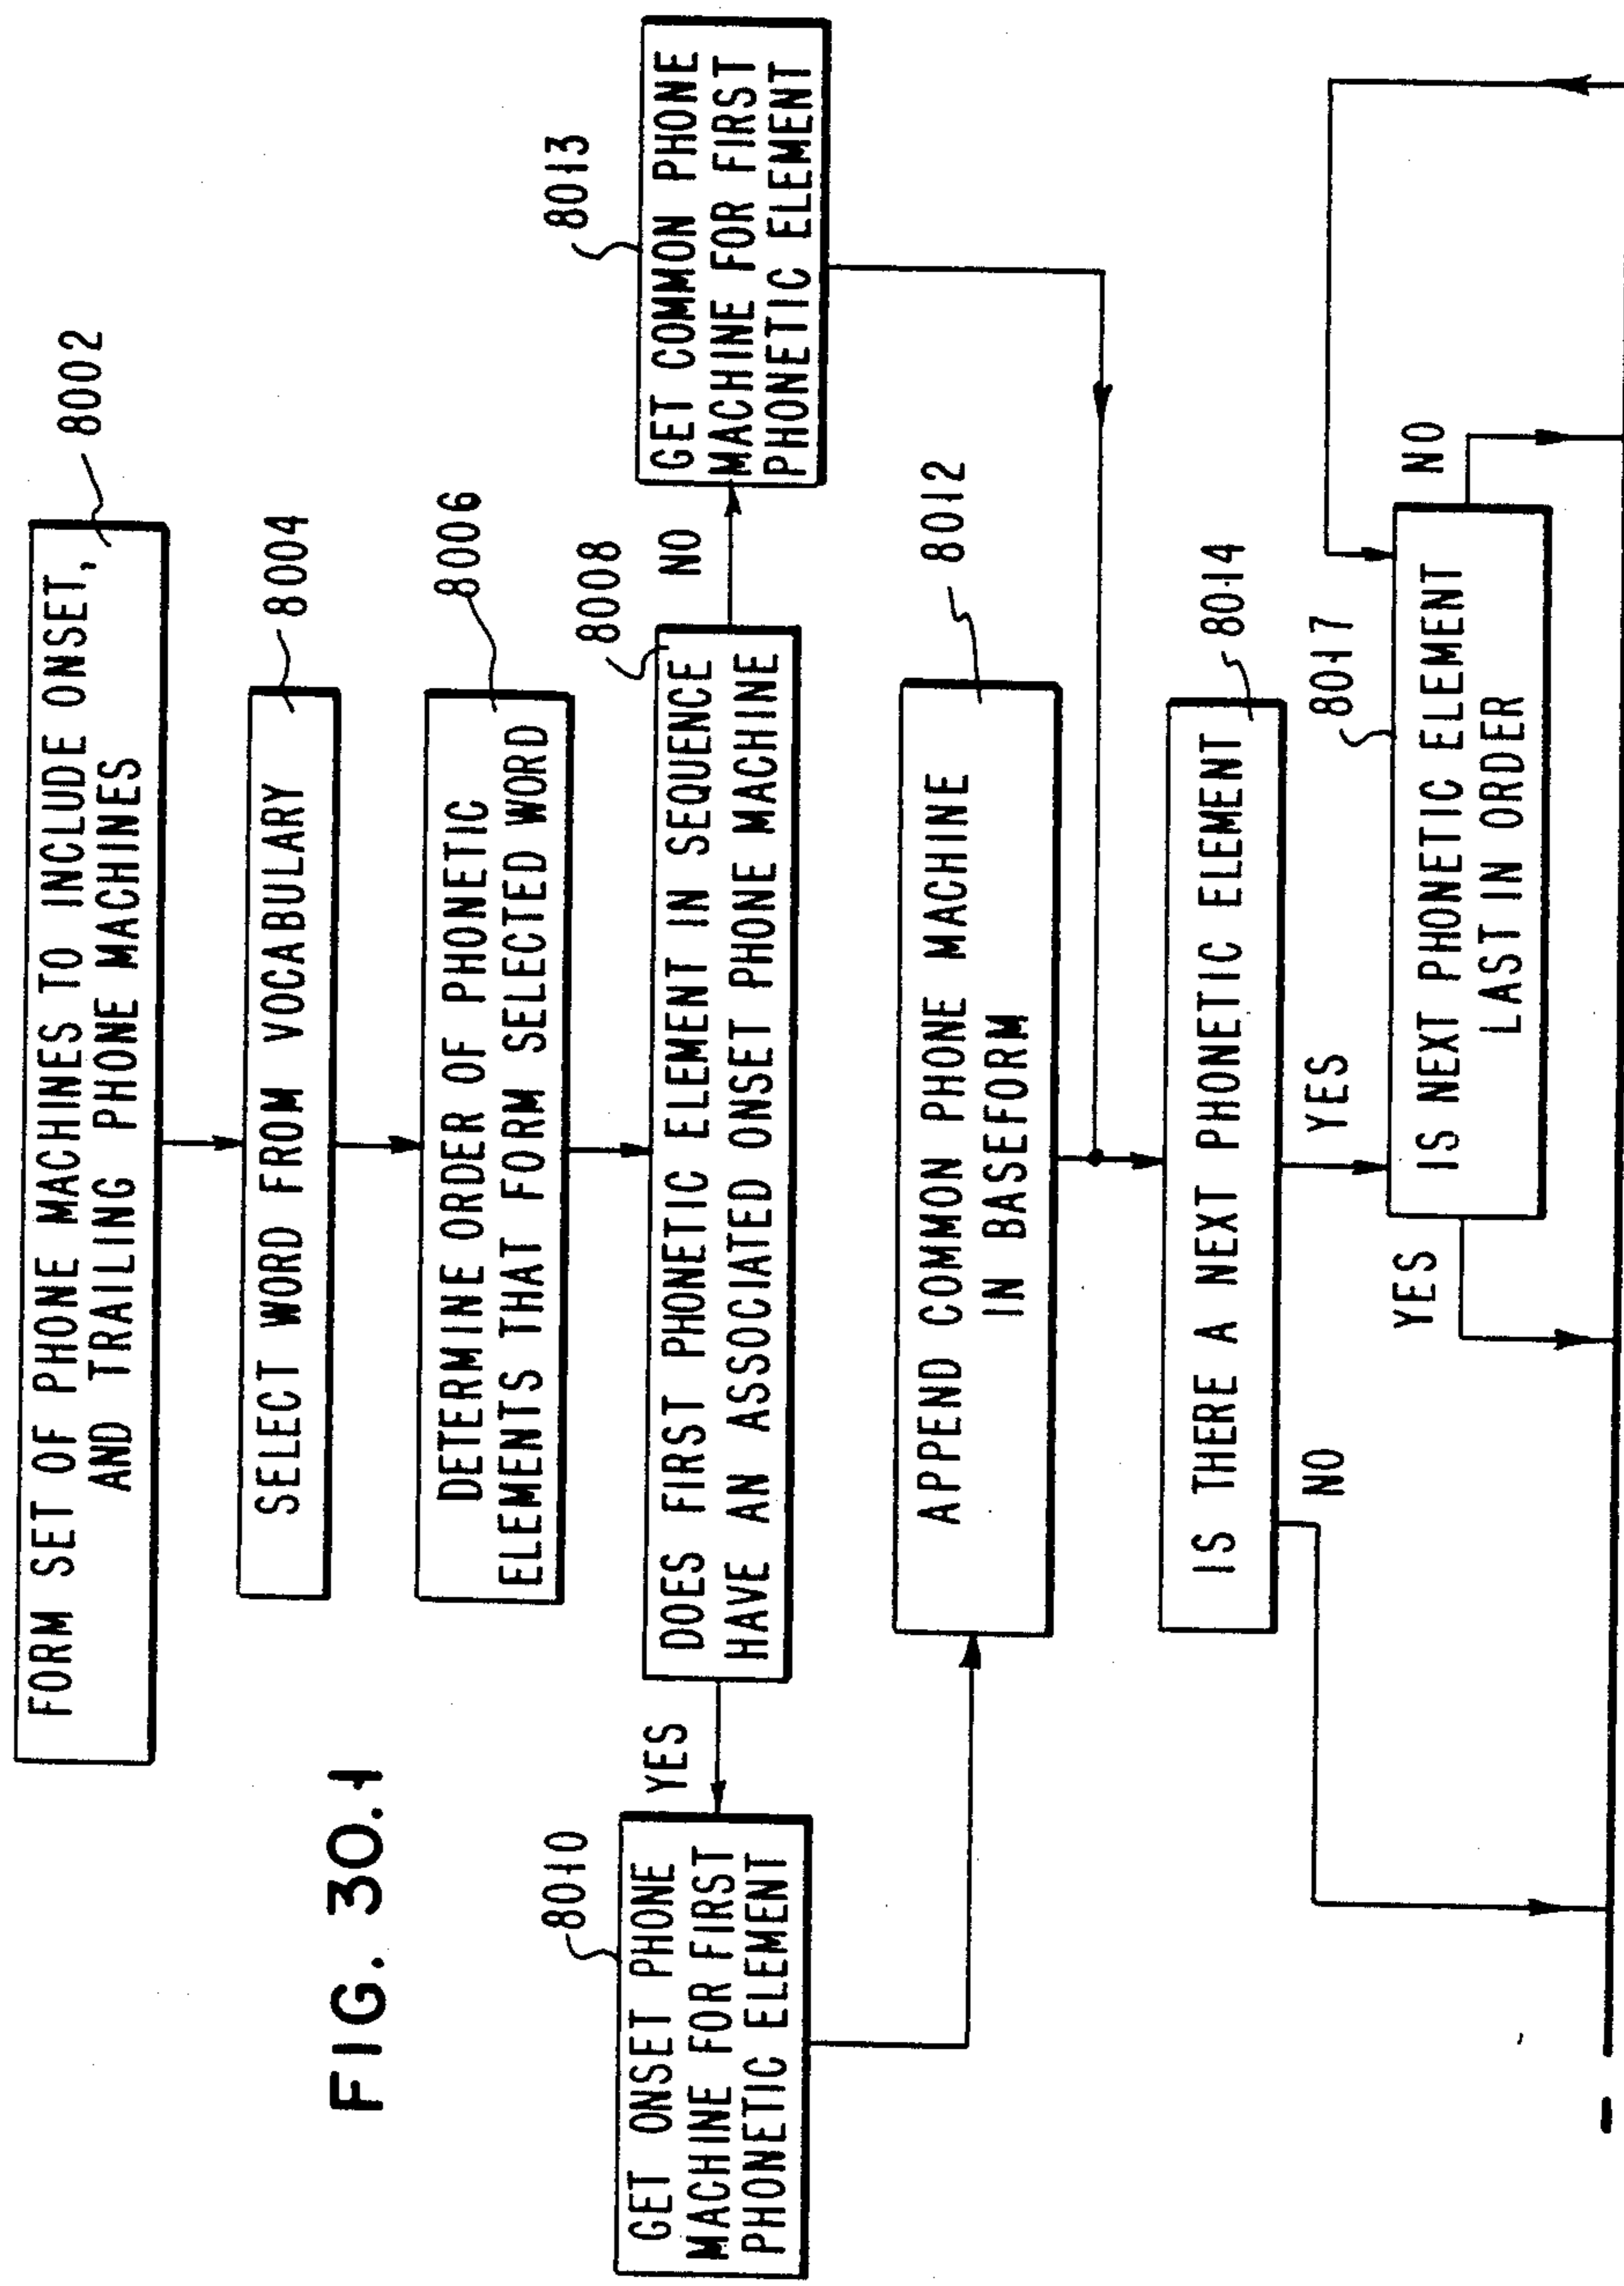 FORM SET OF PHONE MACHINES TO INCLUDE ONSET,
AND TRAILING PHONE MACHINES
8002
SELECT WORD FROM VOCABULARY
8004
FIG. 30.1
DETERMINE ORDER OF PHONETIC
ELEMENTS THAT FORM SELECTED WORD
8006
8010
GET ONSET PHONE
MACHINE FOR FIRST
PHONETIC ELEMENT
YES
DOES FIRST PHONETIC ELEMENT IN SEQUENCE
HAVE AN ASSOCIATED ONSET PHONE MACHINE
8008
NO
8013
GET COMMON PHONE
MACHINE FOR FIRST
PHONETIC ELEMENT
APPEND COMMON PHONE MACHINE
IN BASEFORM
8012
IS THERE A NEXT PHONETIC ELEMENT
8014
NO
YES
8017
YES
IS NEXT PHONETIC ELEMENT
LAST IN ORDER
NO